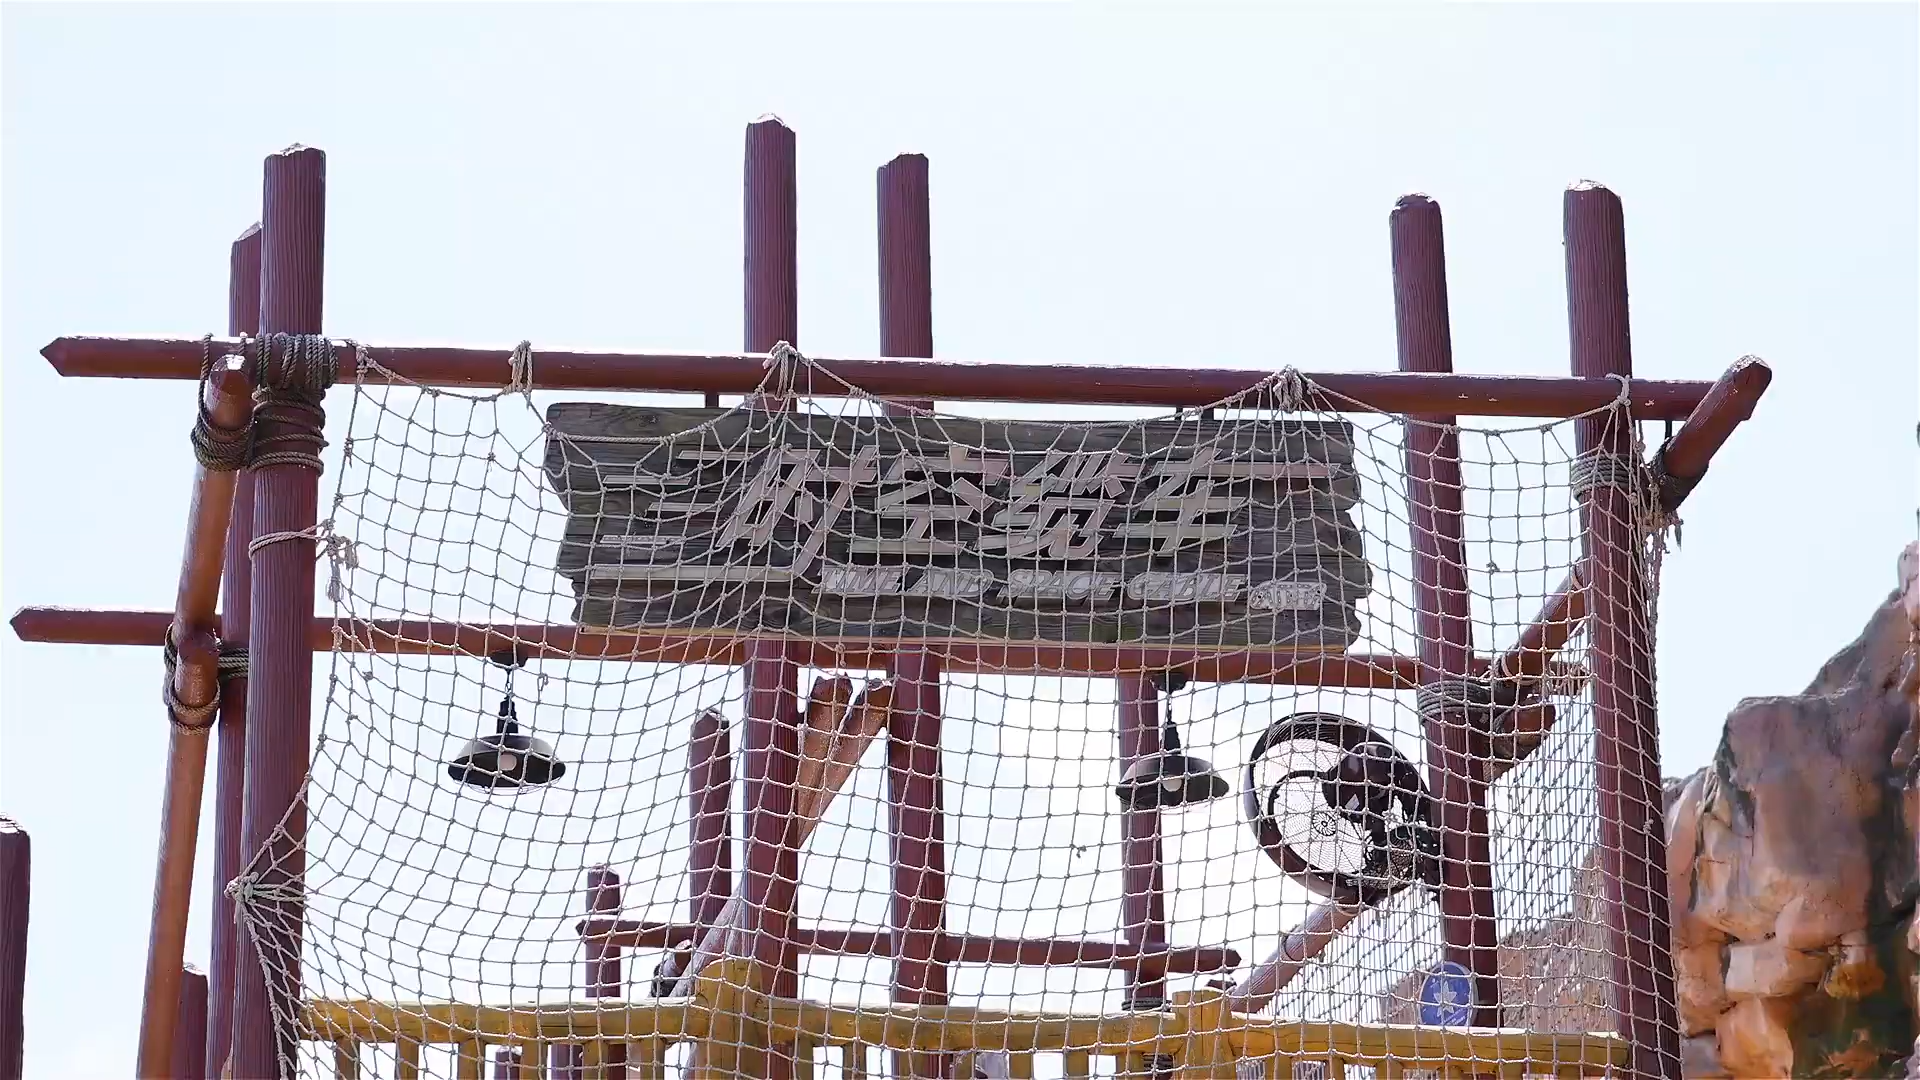 时空缆车
TIME AND SPACE CABLE